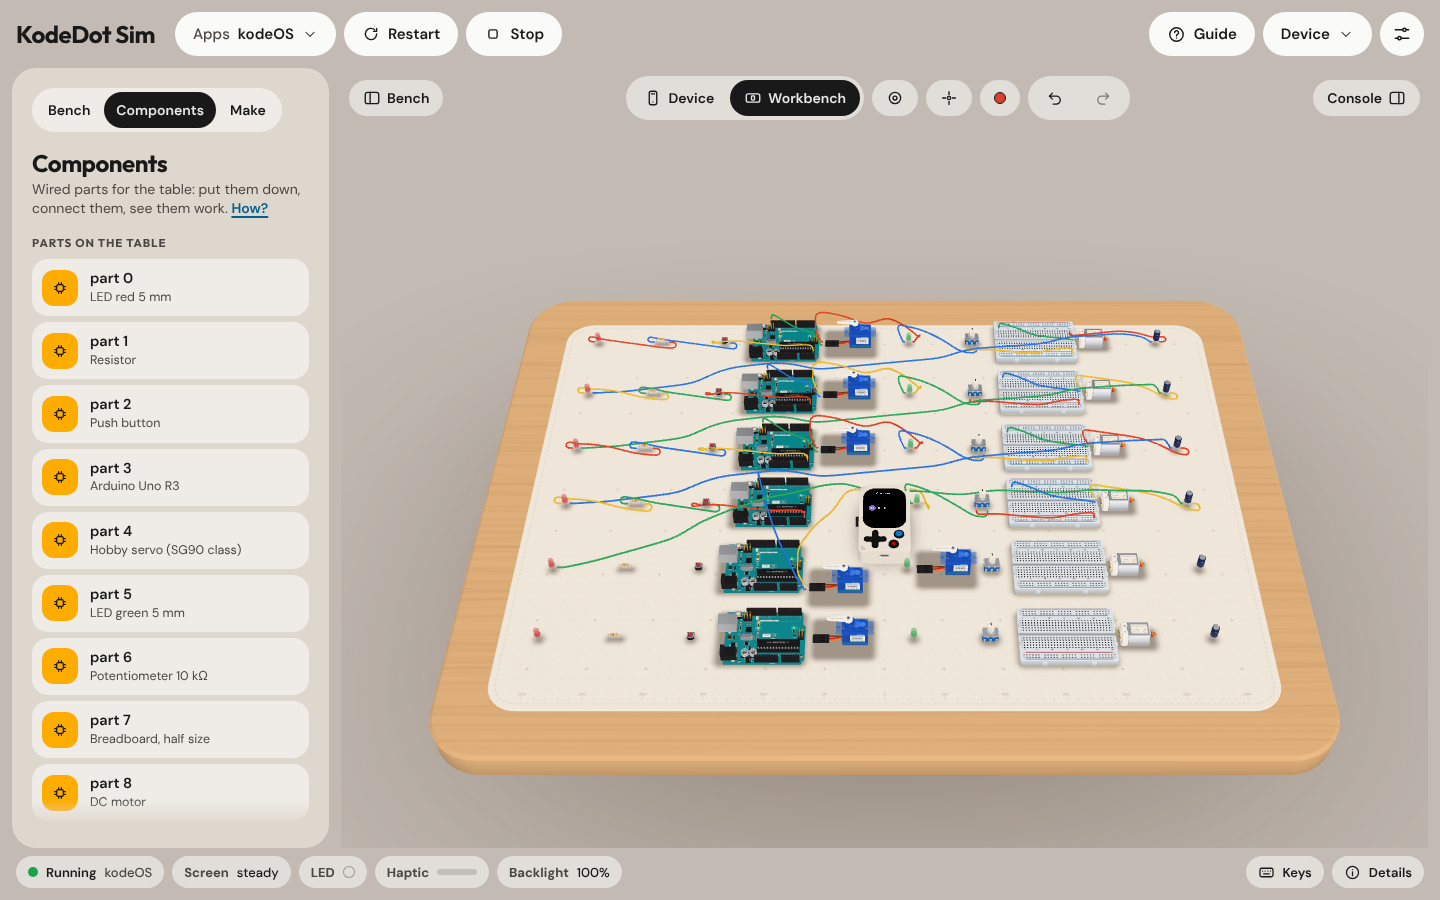 KodeDot Sim
Apps kodeOS
Restart
Stop
Guide
Device
Bench
Components
Make
Bench
Device
Workbench
Console
Components
Wired parts for the table: put them down,
connect them, see them work. How?
PARTS ON THE TABLE
part 0
LED red 5 mm
part 1
Resistor
part 2
Push button
part 3
Arduino Uno R3
part 4
Hobby servo (SG90 class)
part 5
LED green 5 mm
part 6
Potentiometer 10 kΩ
part 7
Breadboard, half size
part 8
DC motor
Running kodeOS
Screen steady
LED
Haptic
Backlight 100%
Keys
Details